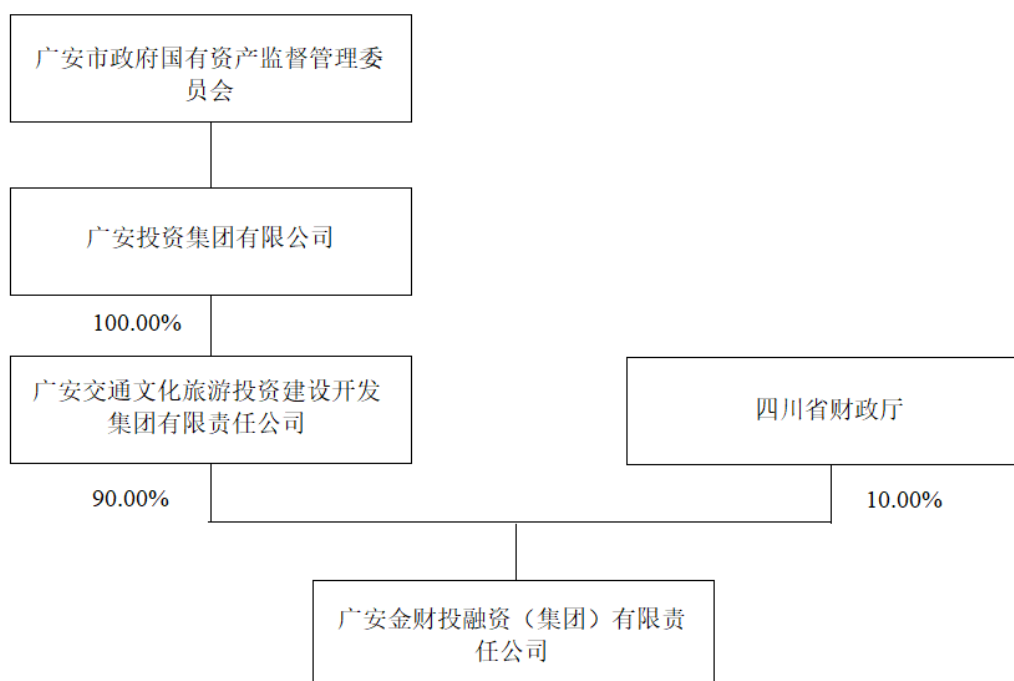 广安市政府国有资产监督管理委
员会
广安投资集团有限公司
100.00%
广安交通文化旅游投资建设开发
集团有限责任公司
四川省财政厅
90.00%
10.00%
广安金财投融资（集团）有限责
任公司